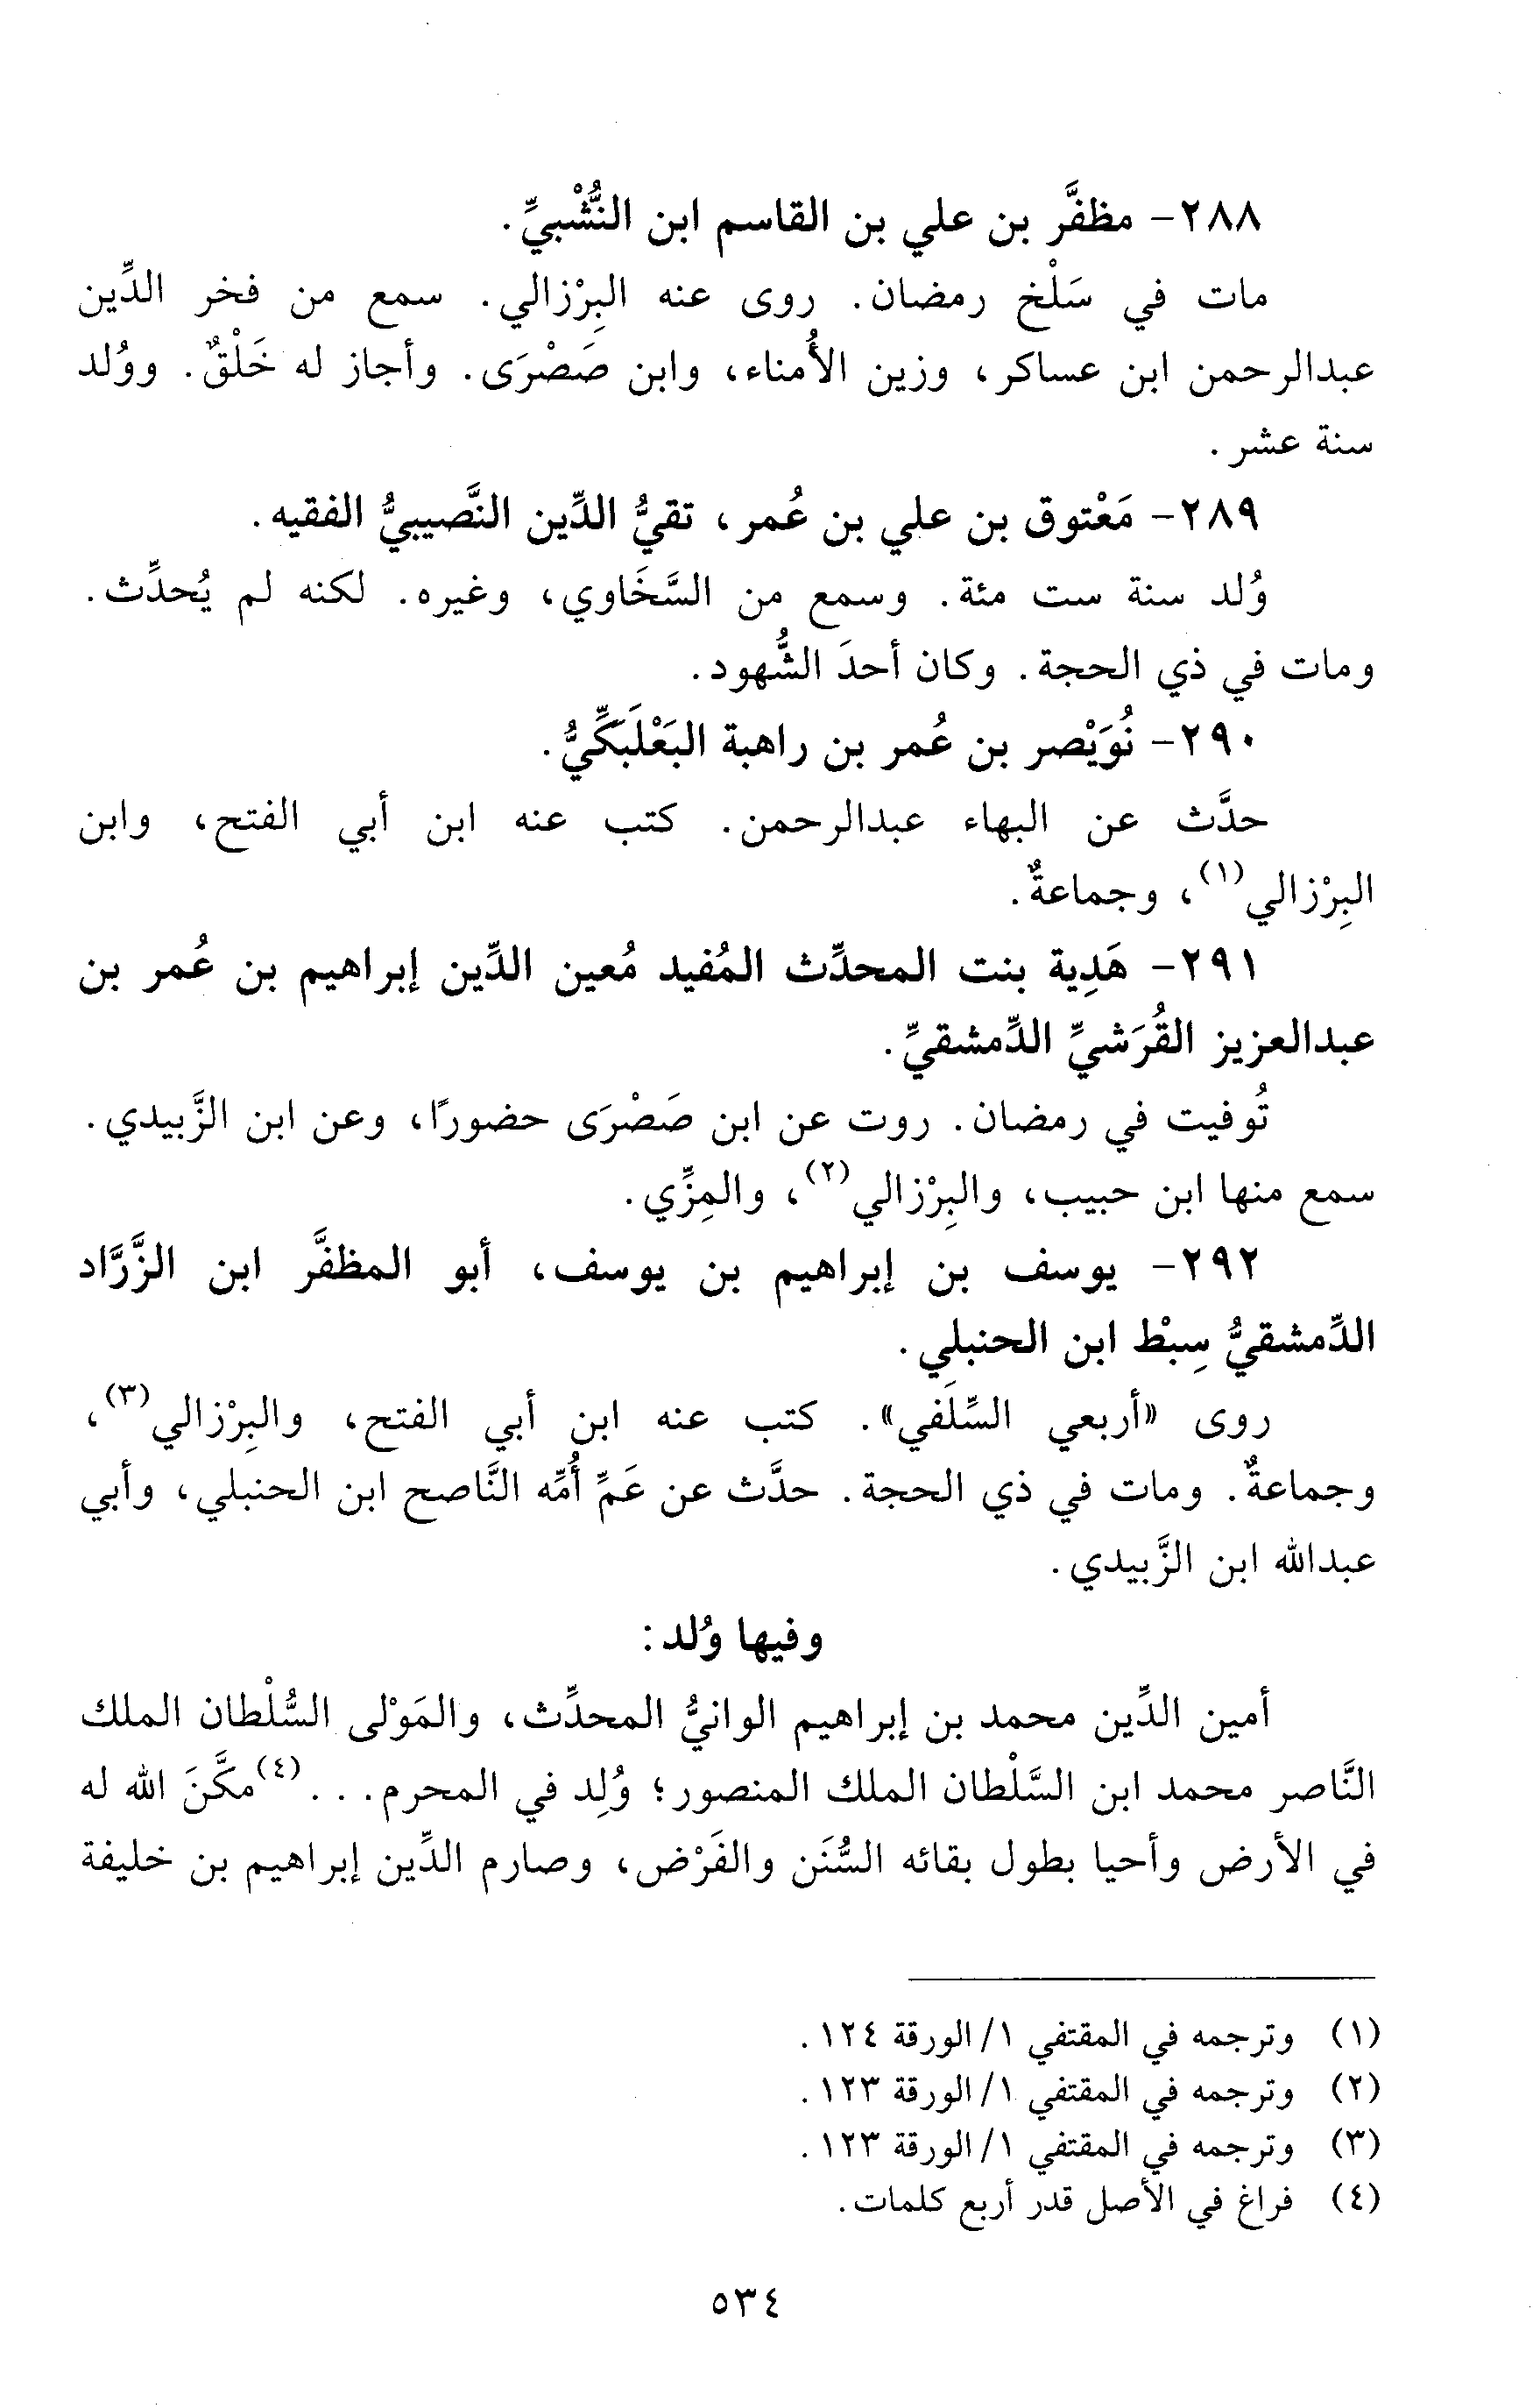 ٢٨٨- مظفَّر بن علي بن القاسم ابن النُّشْبيِّ.
مات في سَلْخ رمضان. روى عنه البِرْزالي. سمع من فخر الدِّين
عبدالرحمن ابن عساكر، وزين الأُمناء، وابن صَصْرَى. وأجاز له خَلْقٌ. ووُلد
سنة عشر.
٢٨٩- مَعْتوق بن علي بن عُمر، تقيُّ الدِّين النَّصيبيُّ الفقيه.
وُلد سنة ست مئة. وسمع من السَّخَاوي، وغيره. لكنه لم يُحدِّث.
ومات في ذي الحجة. وكان أحدَ الشُّهود.
٢٩٠- نُوَيْصر بن عُمر بن راهبة البَعْلَبَكِّيُّ.
حدَّث عن البهاء عبدالرحمن. كتب عنه ابن أبي الفتح، وابن
البِرْزالي(١)، وجماعةٌ.
٢٩١- هَدِية بنت المحدِّث المُفيد مُعين الدِّين إبراهيم بن عُمر بن
عبدالعزيز القُرَشيِّ الدِّمشقيِّ.
تُوفيت في رمضان. روت عن ابن صَصْرَى حضورًا، وعن ابن الزَّبيدي.
سمع منها ابن حبيب، والبِرْزالي(٢)، والمِزِّي.
٢٩٢- يوسف بن إبراهيم بن يوسف، أبو المظفَّر ابن الزَّرَّاد
الدِّمشقيُّ سِبْط ابن الحنبلي.
روى «أربعي السِّلَفي». كتب عنه ابن أبي الفتح، والبِرْزالي(٣)،
وجماعةٌ. ومات في ذي الحجة. حدَّث عن عَمِّ أُمِّه النَّاصح ابن الحنبلي، وأبي
عبدالله ابن الزَّبيدي.
وفيها وُلد:
أمين الدِّين محمد بن إبراهيم الوانيُّ المحدِّث، والمَوْلى السُّلْطان الملك
النَّاصر محمد ابن السَّلْطان الملك المنصور؛ وُلِد في المحرم. . .(٤) مكَّنَ الله له
في الأرض وأحيا بطول بقائه السُّنَن والفَرْض، وصارم الدِّين إبراهيم بن خليفة
(١) وترجمه في المقتفي ١/ الورقة ١٢٤.
(٢) وترجمه في المقتفي ١/ الورقة ١٢٣.
(٣) وترجمه في المقتفي ١/ الورقة ١٢٣.
(٤) فراغ في الأصل قدر أربع كلمات.
٥٣٤